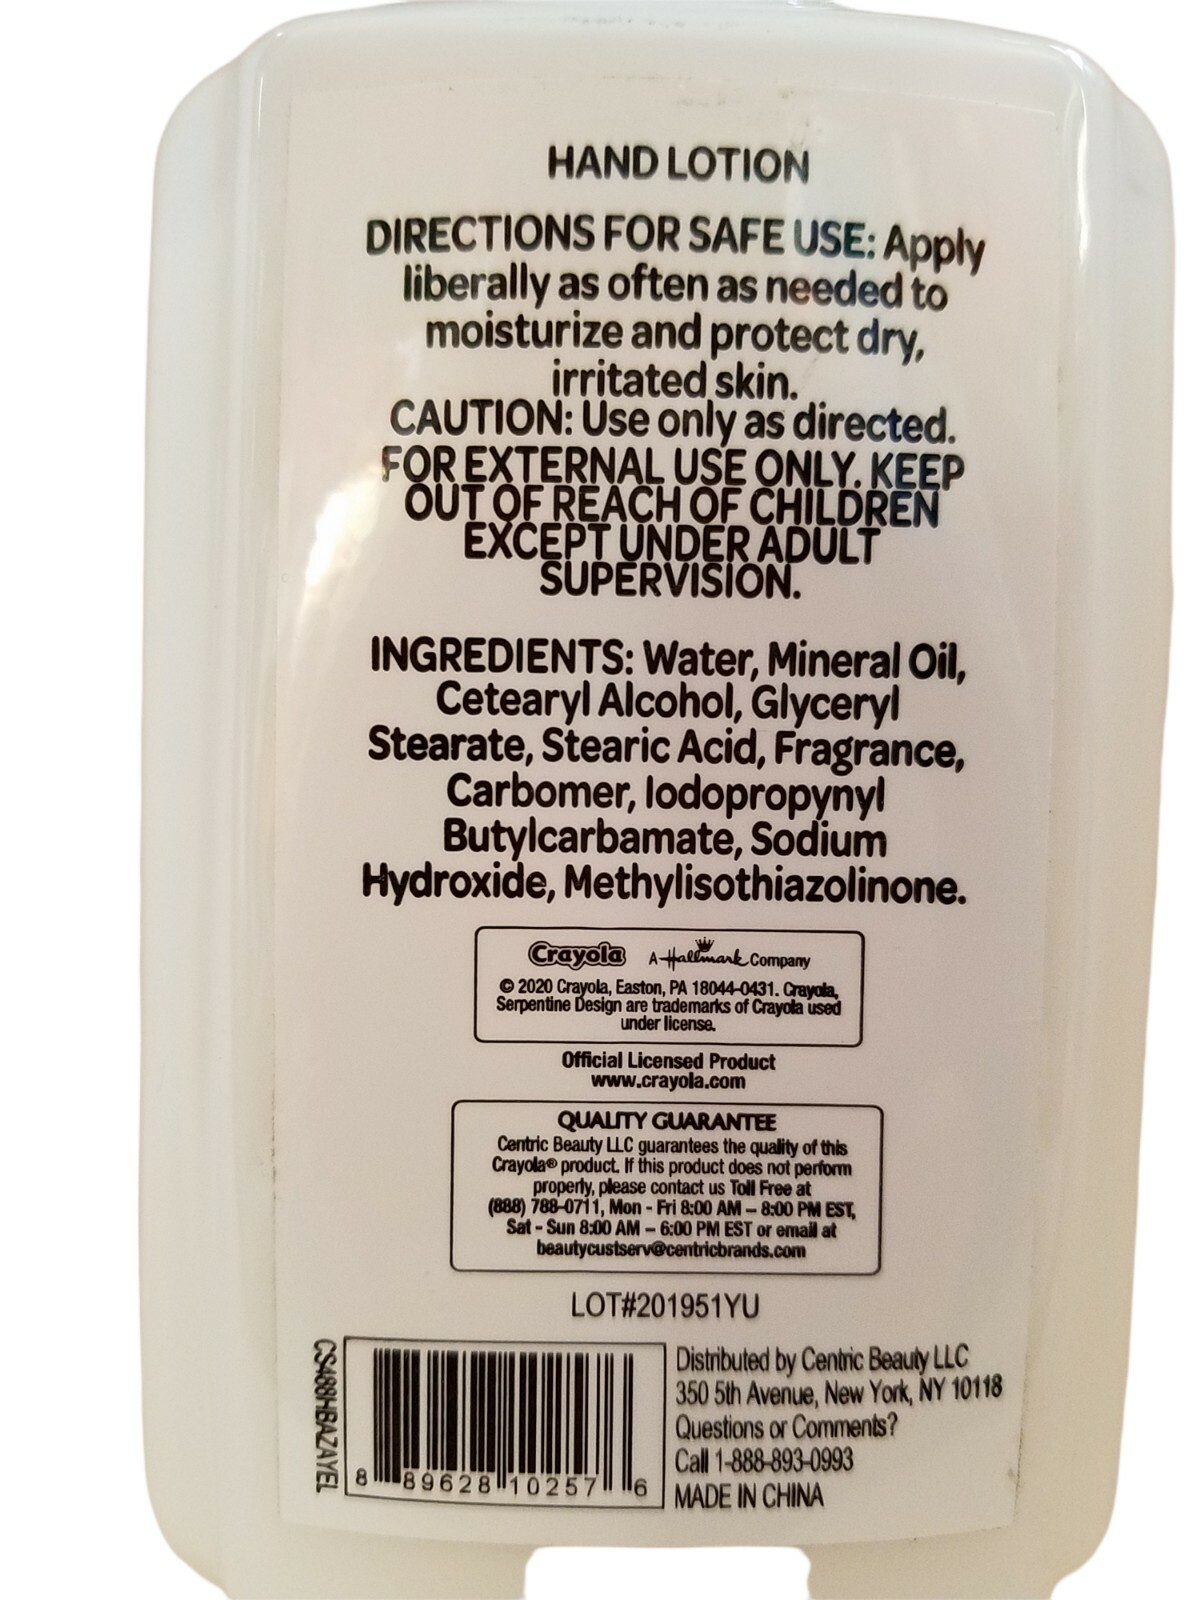 HAND LOTION
DIRECTIONS FOR SAFE USE: Apply
liberally as often as needed to
moisturize and protect dry,
irritated skin.
CAUTION: Use only as directed.
FOR EXTERNAL USE ONLY. KEEP
OUT OF REACH OF CHILDREN
EXCEPT UNDER ADULT
SUPERVISION.
INGREDIENTS: Water, Mineral Oil,
Cetearyl Alcohol, Glyceryl
Stearate, Stearic Acid, Fragrance,
Carbomer, Iodopropynyl
Butylcarbamate, Sodium
Hydroxide, Methylisothiazolinone.
Crayola A Hallmark Company
© 2020 Crayola, Easton, PA 18044-0431. Crayola,
Serpentine Design are trademarks of Crayola used
under license.
Official Licensed Product
www.crayola.com
QUALITY GUARANTEE
Centric Beauty LLC guarantees the quality of this
Crayola® product. If this product does not perform
properly, please contact us Toll Free at
(888) 788-0711, Mon - Fri 8:00 AM – 8:00 PM EST,
Sat - Sun 8:00 AM – 6:00 PM EST or email at
beautycustserv@centricbrands.com
LOT#201951YU
CS488HBAZAYEL
8 89628 10257 6
Distributed by Centric Beauty LLC
350 5th Avenue, New York, NY 10118
Questions or Comments?
Call 1-888-893-0993
MADE IN CHINA